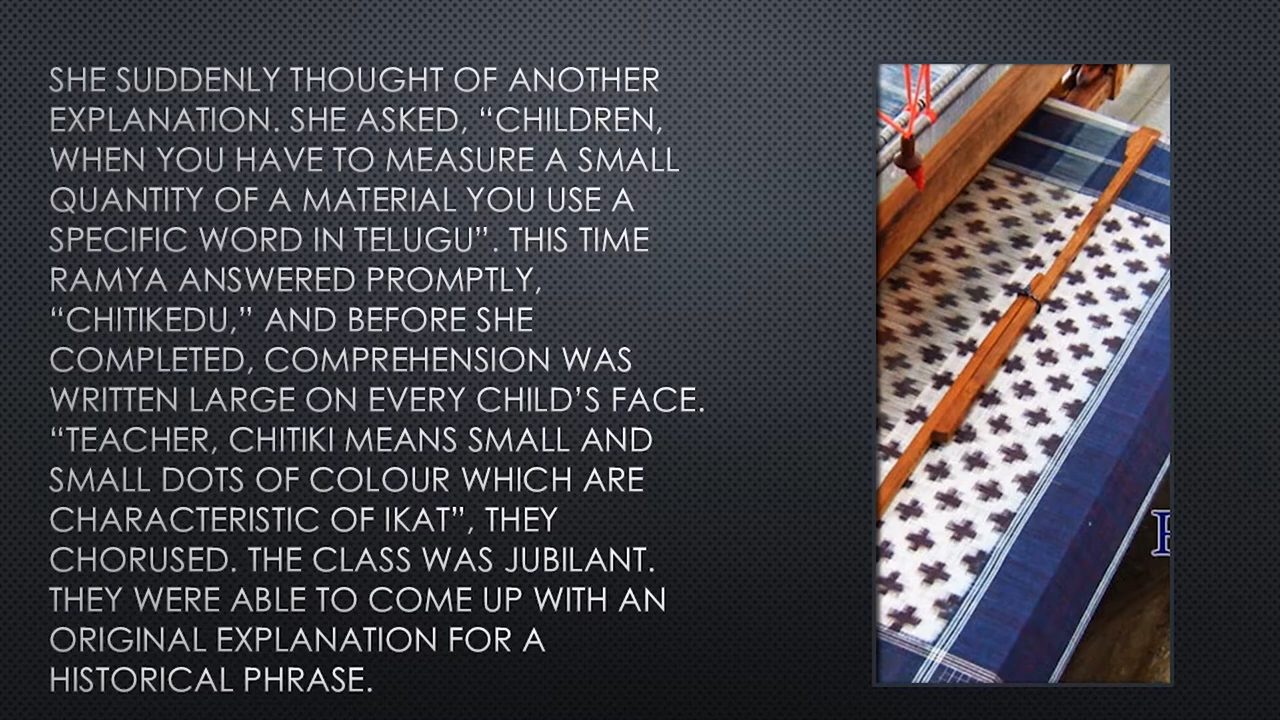 SHE SUDDENLY THOUGHT OF ANOTHER
EXPLANATION. SHE ASKED, “CHILDREN,
WHEN YOU HAVE TO MEASURE A SMALL
QUANTITY OF A MATERIAL YOU USE A
SPECIFIC WORD IN TELUGU”. THIS TIME
RAMYA ANSWERED PROMPTLY,
“CHITIKEDU,” AND BEFORE SHE
COMPLETED, COMPREHENSION WAS
WRITTEN LARGE ON EVERY CHILD’S FACE.
“TEACHER, CHITIKI MEANS SMALL AND
SMALL DOTS OF COLOUR WHICH ARE
CHARACTERISTIC OF IKAT”, THEY
CHORUSED. THE CLASS WAS JUBILANT.
THEY WERE ABLE TO COME UP WITH AN
ORIGINAL EXPLANATION FOR A
HISTORICAL PHRASE.